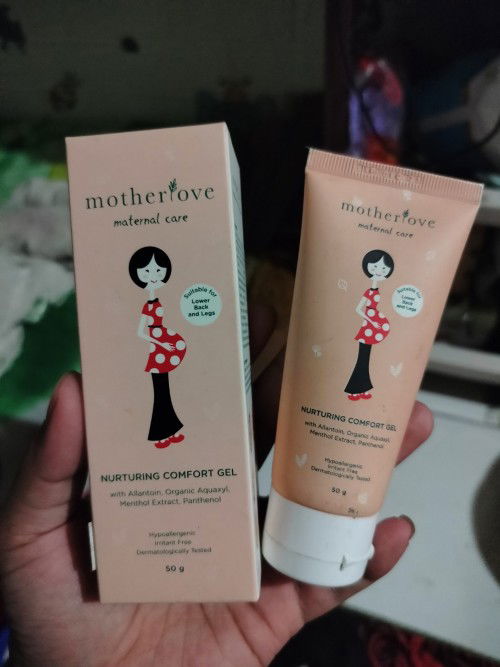 motherlove
maternal care
Suitable for
Lower
Back
and Legs
NURTURING COMFORT GEL
with Allantoin, Organic Aquaxyl,
Menthol Extract, Panthenol
Hypoallergenic
Irritant Free
Dermatologically Tested
50 g
motherlove
maternal care
Suitable for
Lower
Back
and Legs
NURTURING COMFORT GEL
with Allantoin, Organic Aquaxyl,
Menthol Extract, Panthenol
Hypoallergenic
Irritant Free
Dermatologically Tested
50 g